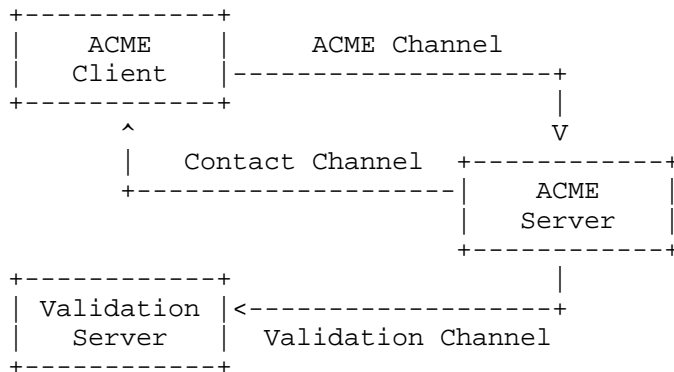 +------------+
|    ACME    |     ACME Channel
|   Client   |--------------------+
+------------+                    |
       ^                          V
       |   Contact Channel  +------------+
       +--------------------|    ACME    |
                            |   Server   |
                            +------------+
+------------+                    |
| Validation |<-------------------+
|   Server   |  Validation Channel
+------------+